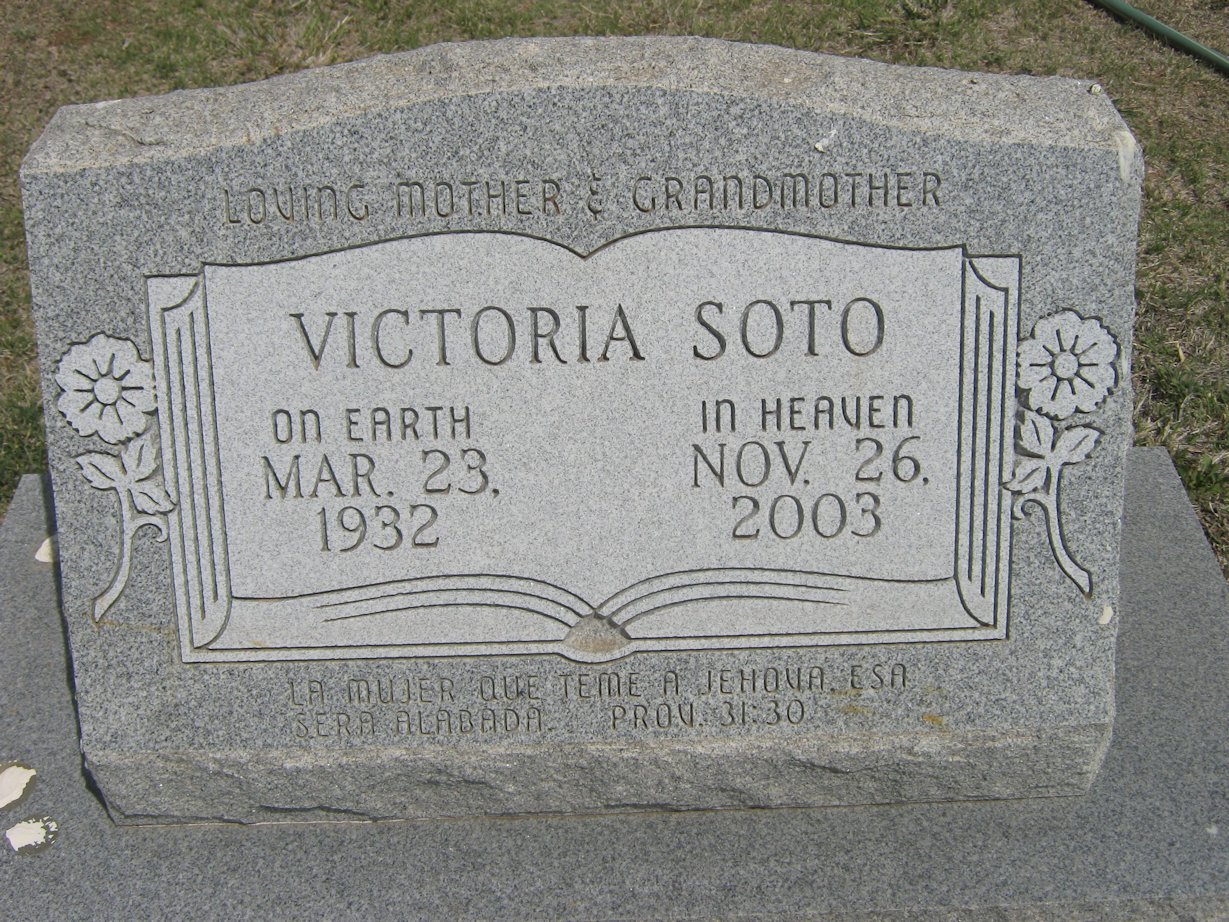 LOVING MOTHER & GRANDMOTHER
VICTORIA SOTO
ON EARTH
MAR. 23,
1932
IN HEAVEN
NOV. 26,
2003
LA MUJER QUE TEME A JEHOVA. ESA
SERA ALABADA. PROV. 31:30